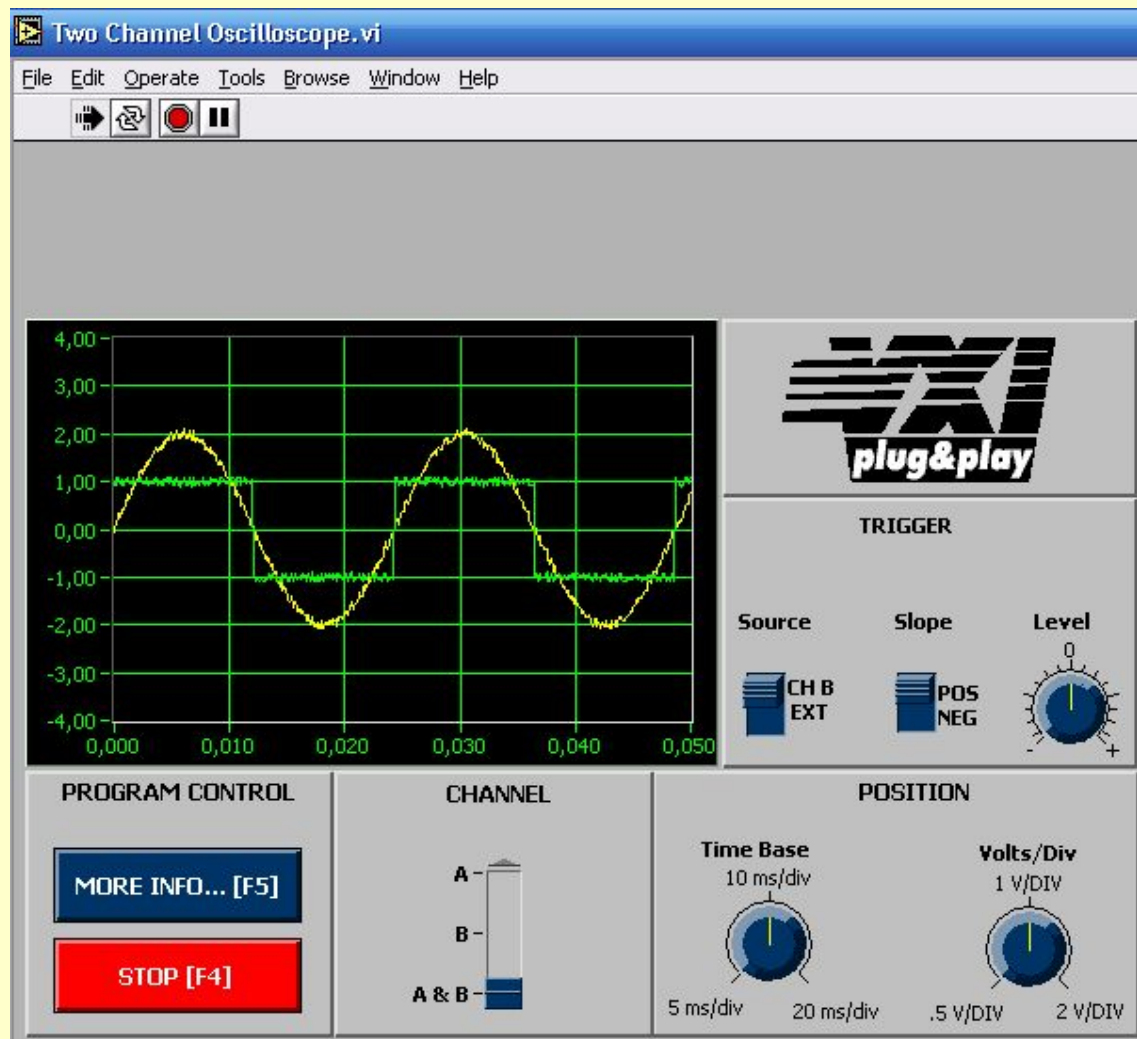 Two Channel Oscilloscope.vi
File Edit Operate Tools Browse Window Help
4,00
3,00
2,00
1,00
0,00
-1,00
-2,00
-3,00
-4,00
0,000 0,010 0,020 0,030 0,040 0,050
VXI
plug&play
TRIGGER
Source Slope Level
0
CH B
EXT
POS
NEG
- +
PROGRAM CONTROL
MORE INFO... [F5]
STOP [F4]
CHANNEL
A
B
A & B
POSITION
Time Base
10 ms/div
5 ms/div 20 ms/div
Volts/Div
1 V/DIV
.5 V/DIV 2 V/DIV